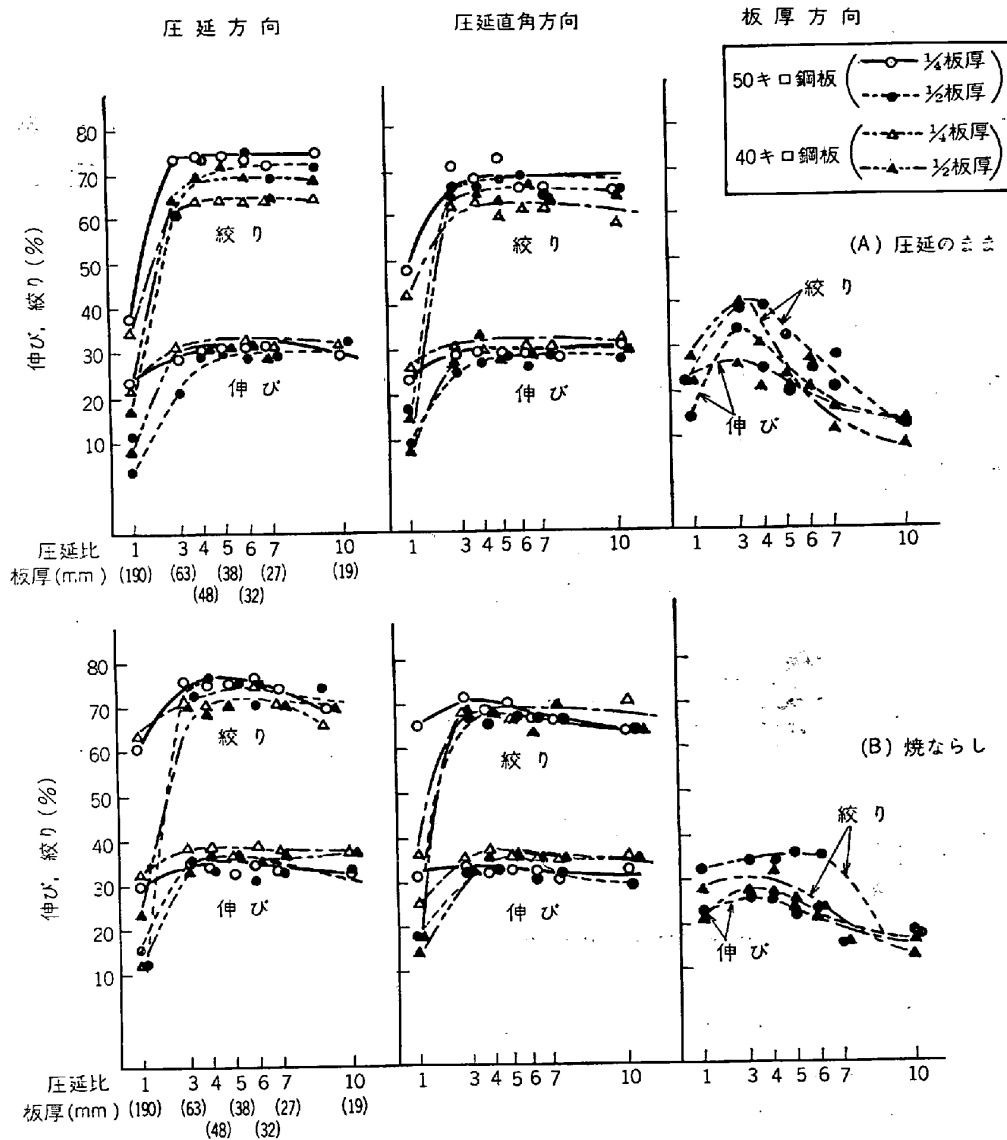 圧延方向
圧延直角方向
板厚方向
50キロ鋼板
1/4板厚
1/2板厚
40キロ鋼板
1/4板厚
1/2板厚
(A) 圧延のまま
伸び, 絞り(%)
80
70
60
50
40
30
20
10
絞り
伸び
絞り
伸び
絞り
伸び
圧延比
1 3 4 5 6 7 10
1 3 4 5 6 7 10
1 3 4 5 6 7 10
板厚(mm) (190) (63) (38) (27) (19)
(48) (32)
(B) 焼ならし
伸び, 絞り(%)
80
70
60
50
40
30
20
10
絞り
伸び
絞り
伸び
絞り
伸び
圧延比
1 3 4 5 6 7 10
1 3 4 5 6 7 10
1 3 4 5 6 7 10
板厚(mm) (190) (63) (38) (27) (19)
(48) (32)